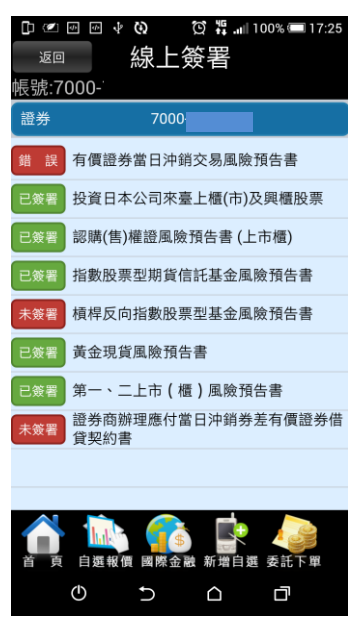 4G 100% 17:25
返回 線上簽署
帳號:7000-
證券 7000-
錯 誤 有價證券當日沖銷交易風險預告書
已簽署 投資日本公司來臺上櫃(市)及興櫃股票
已簽署 認購(售)權證風險預告書 (上市櫃)
已簽署 指數股票型期貨信託基金風險預告書
未簽署 槓桿反向指數股票型基金風險預告書
已簽署 黃金現貨風險預告書
已簽署 第一、二上市 ( 櫃 ) 風險預告書
未簽署 證券商辦理應付當日沖銷券差有價證券借
貸契約書
首 頁 自選報價 國際金融 新增自選 委託下單